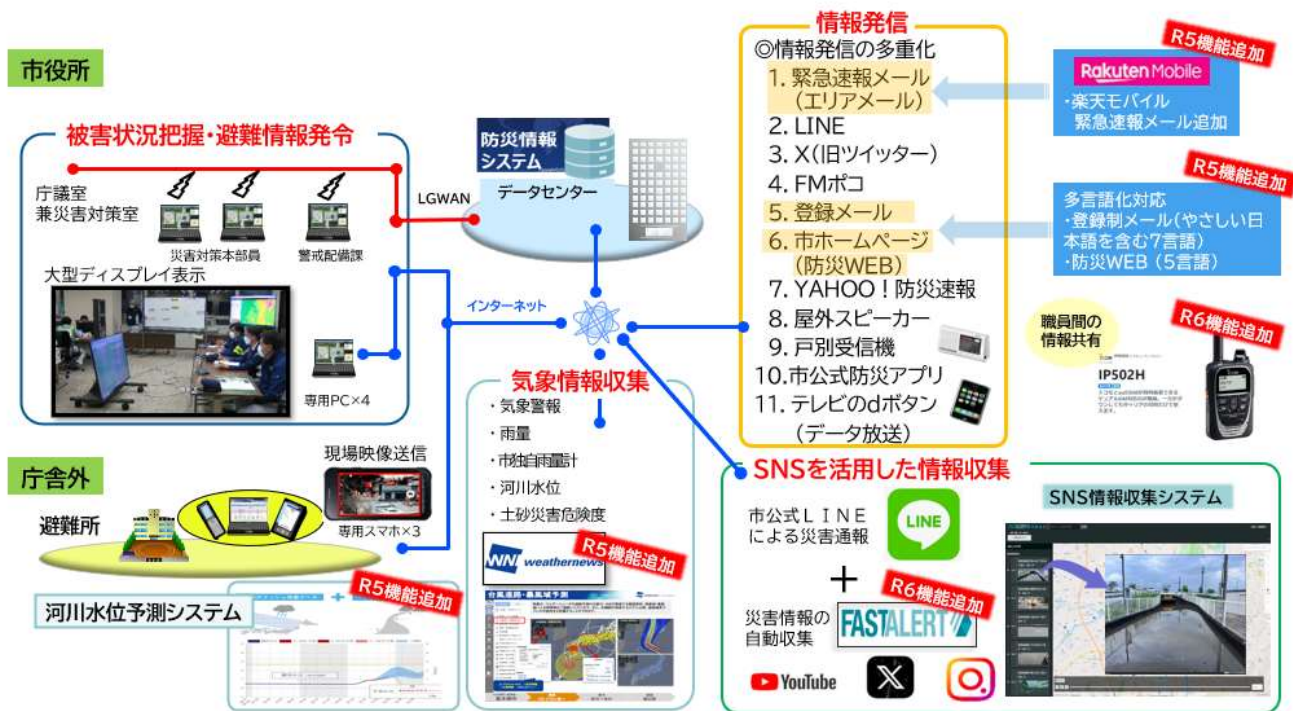 市役所
被害状況把握・避難情報発令
庁議室
兼災害対策室
災害対策本部員
警戒配備課
大型ディスプレイ表示
専用PC×4
LGWAN
防災情報
システム
データセンター
インターネット
庁舎外
避難所
現場映像送信
専用スマホ×3
河川水位予測システム
R5機能追加
気象情報収集
・気象警報
・雨量
・市独自雨量計
・河川水位
・土砂災害危険度
WNI weathernews
R5機能追加
台風進路・暴風域予測
情報発信
◎情報発信の多重化
1. 緊急速報メール
(エリアメール)
2. LINE
3. X(旧ツイッター)
4. FMポコ
5. 登録メール
6. 市ホームページ
(防災WEB)
7. YAHOO!防災速報
8. 屋外スピーカー
9. 戸別受信機
10. 市公式防災アプリ
11. テレビのdボタン
(データ放送)
R5機能追加
Rakuten Mobile
・楽天モバイル
緊急速報メール追加
R5機能追加
多言語化対応
・登録制メール(やさしい日
本語を含む7言語)
・防災WEB(5言語)
職員間の
情報共有
R6機能追加
IP502H
SNSを活用した情報収集
市公式LINE
による災害通報
LINE
+
R6機能追加
災害情報の
自動収集
FASTALERT
YouTube
X
SNS情報収集システム